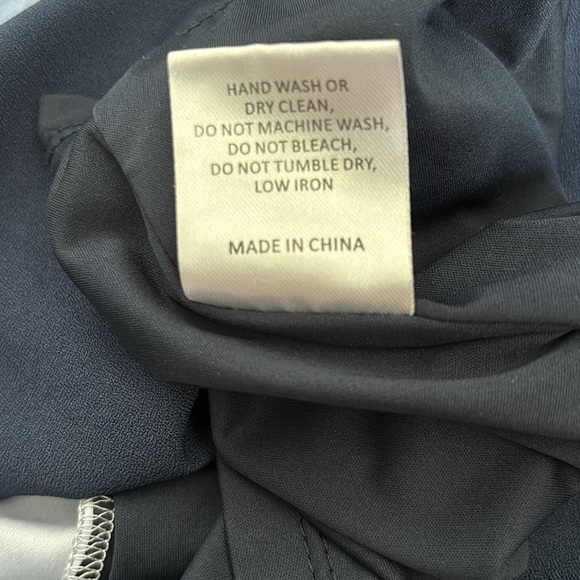 HAND WASH OR
DRY CLEAN,
DO NOT MACHINE WASH,
DO NOT BLEACH,
DO NOT TUMBLE DRY,
LOW IRON
MADE IN CHINA